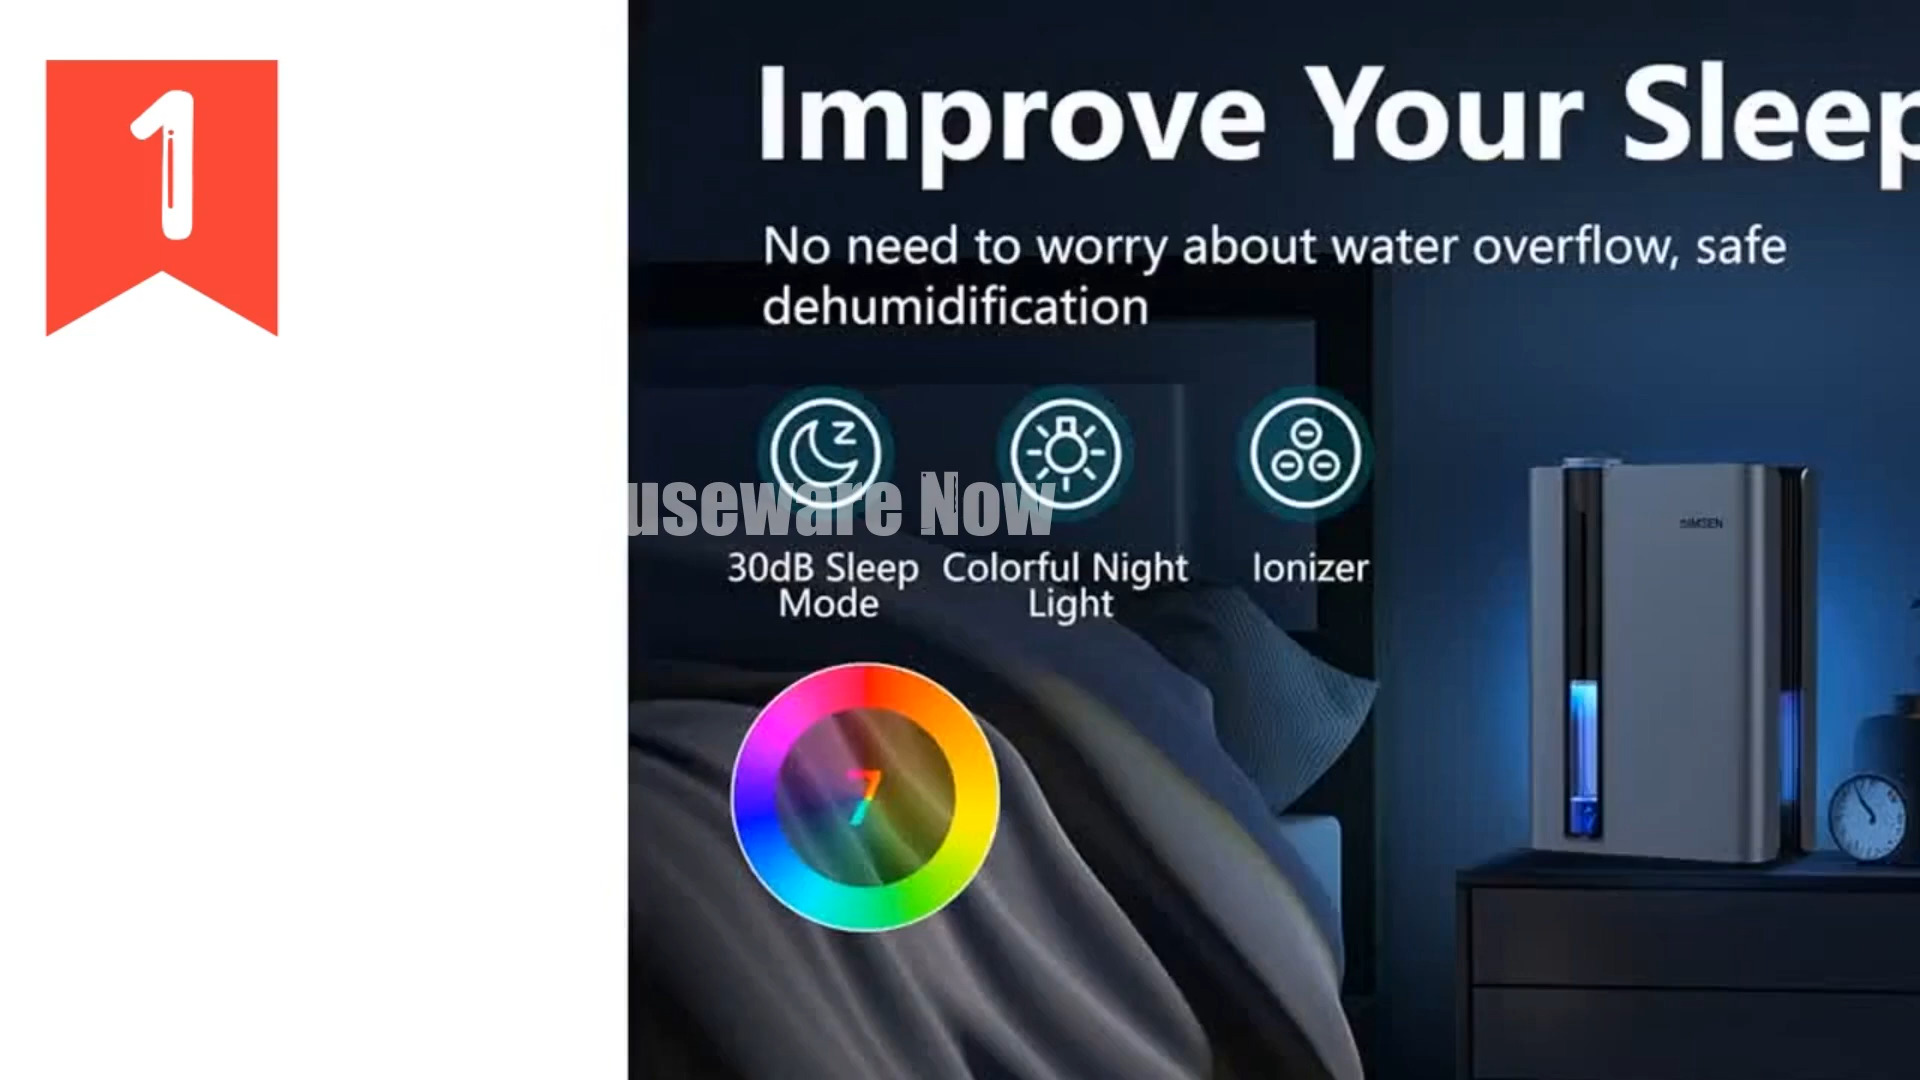 1
Improve Your Sleep
No need to worry about water overflow, safe
dehumidification
useware Now
30dB Sleep
Mode
Colorful Night
Light
Ionizer
7